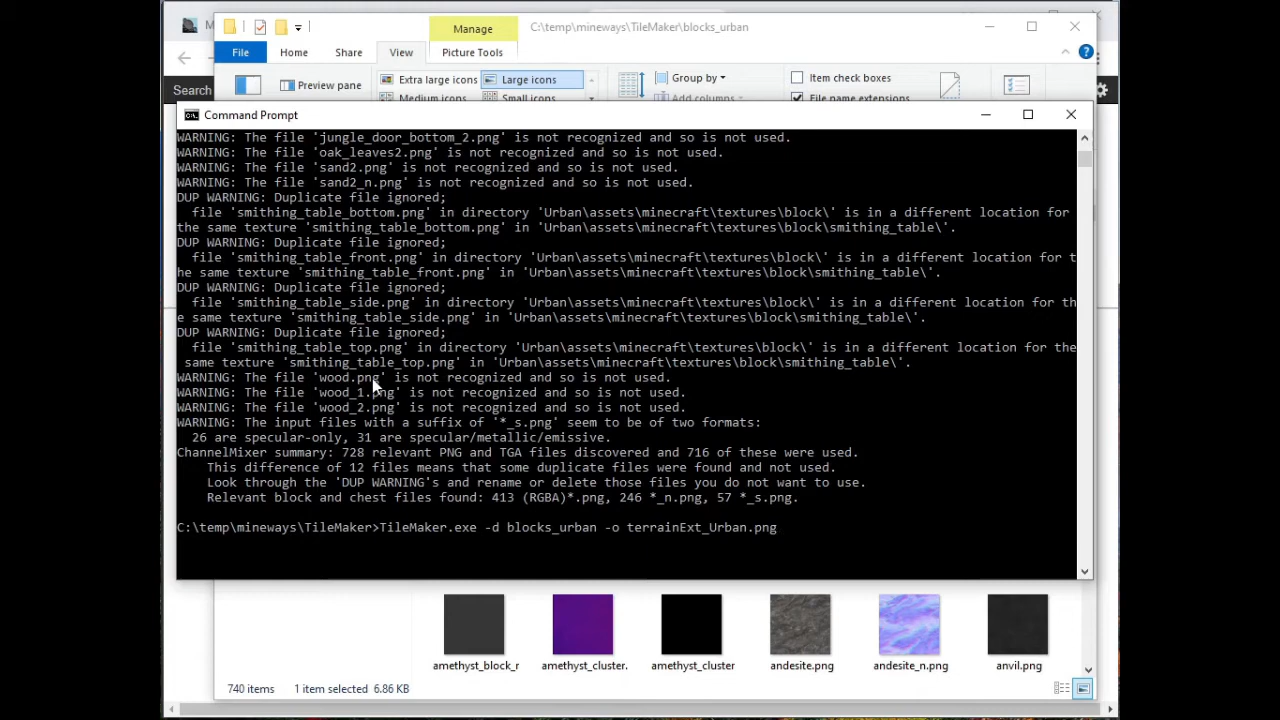 M
Manage
C:\temp\mineways\TileMaker\blocks_urban
File
Home
Share
View
Picture Tools
Search
Preview pane
Extra large icons
Large icons
Group by
Item check boxes
Medium icons
Small icons
Add columns
File name extensions
Command Prompt
WARNING: The file 'jungle_door_bottom_2.png' is not recognized and so is not used.
WARNING: The file 'oak_leaves2.png' is not recognized and so is not used.
WARNING: The file 'sand2.png' is not recognized and so is not used.
WARNING: The file 'sand2_n.png' is not recognized and so is not used.
DUP WARNING: Duplicate file ignored;
file 'smithing_table_bottom.png' in directory 'Urban\assets\minecraft\textures\block\' is in a different location for
the same texture 'smithing_table_bottom.png' in 'Urban\assets\minecraft\textures\block\smithing_table\'.
DUP WARNING: Duplicate file ignored;
file 'smithing_table_front.png' in directory 'Urban\assets\minecraft\textures\block\' is in a different location for t
he same texture 'smithing_table_front.png' in 'Urban\assets\minecraft\textures\block\smithing_table\'.
DUP WARNING: Duplicate file ignored;
file 'smithing_table_side.png' in directory 'Urban\assets\minecraft\textures\block\' is in a different location for th
e same texture 'smithing_table_side.png' in 'Urban\assets\minecraft\textures\block\smithing_table\'.
DUP WARNING: Duplicate file ignored;
file 'smithing_table_top.png' in directory 'Urban\assets\minecraft\textures\block\' is in a different location for the
same texture 'smithing_table_top.png' in 'Urban\assets\minecraft\textures\block\smithing_table\'.
WARNING: The file 'wood.png' is not recognized and so is not used.
WARNING: The file 'wood_1.png' is not recognized and so is not used.
WARNING: The file 'wood_2.png' is not recognized and so is not used.
WARNING: The input files with a suffix of '*_s.png' seem to be of two formats:
26 are specular-only, 31 are specular/metallic/emissive.
ChannelMixer summary: 728 relevant PNG and TGA files discovered and 716 of these were used.
This difference of 12 files means that some duplicate files were found and not used.
Look through the 'DUP WARNING's and rename or delete those files you do not want to use.
Relevant block and chest files found: 413 (RGBA)*.png, 246 *_n.png, 57 *_s.png.
C:\temp\mineways\TileMaker>TileMaker.exe -d blocks_urban -o terrainExt_Urban.png
amethyst_block_r
amethyst_cluster.
amethyst_cluster
andesite.png
andesite_n.png
anvil.png
740 items
1 item selected 6.86 KB